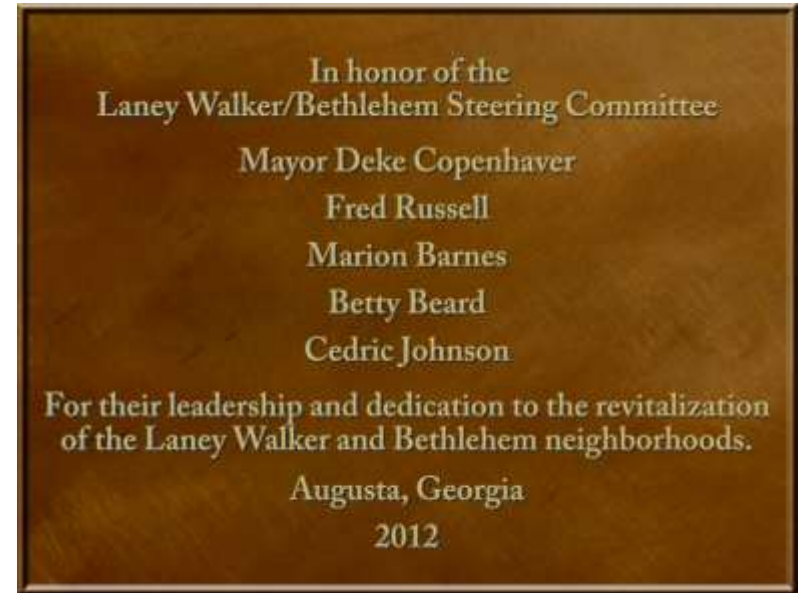 In honor of the
Laney Walker/Bethlehem Steering Committee
Mayor Deke Copenhaver
Fred Russell
Marion Barnes
Betty Beard
Cedric Johnson
For their leadership and dedication to the revitalization
of the Laney Walker and Bethlehem neighborhoods.
Augusta, Georgia
2012